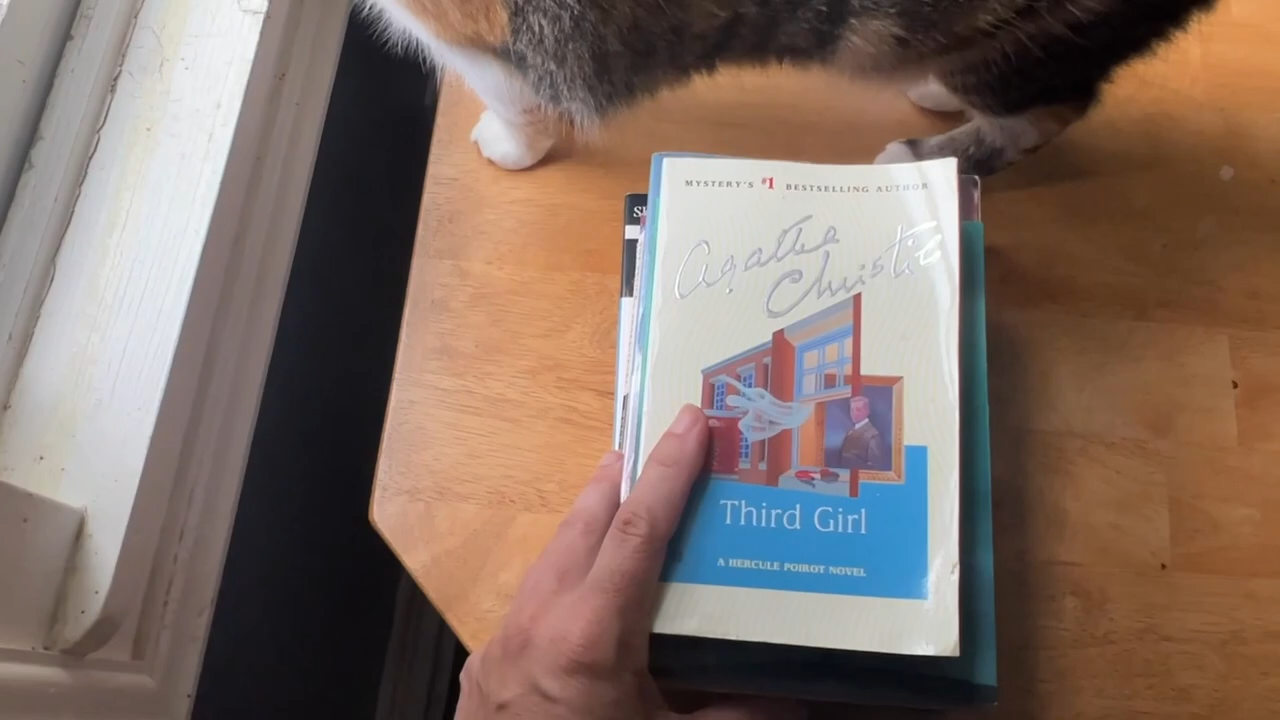 MYSTERY'S #1 BESTSELLING AUTHOR
Agatha
Christie
Third Girl
A HERCULE POIROT NOVEL